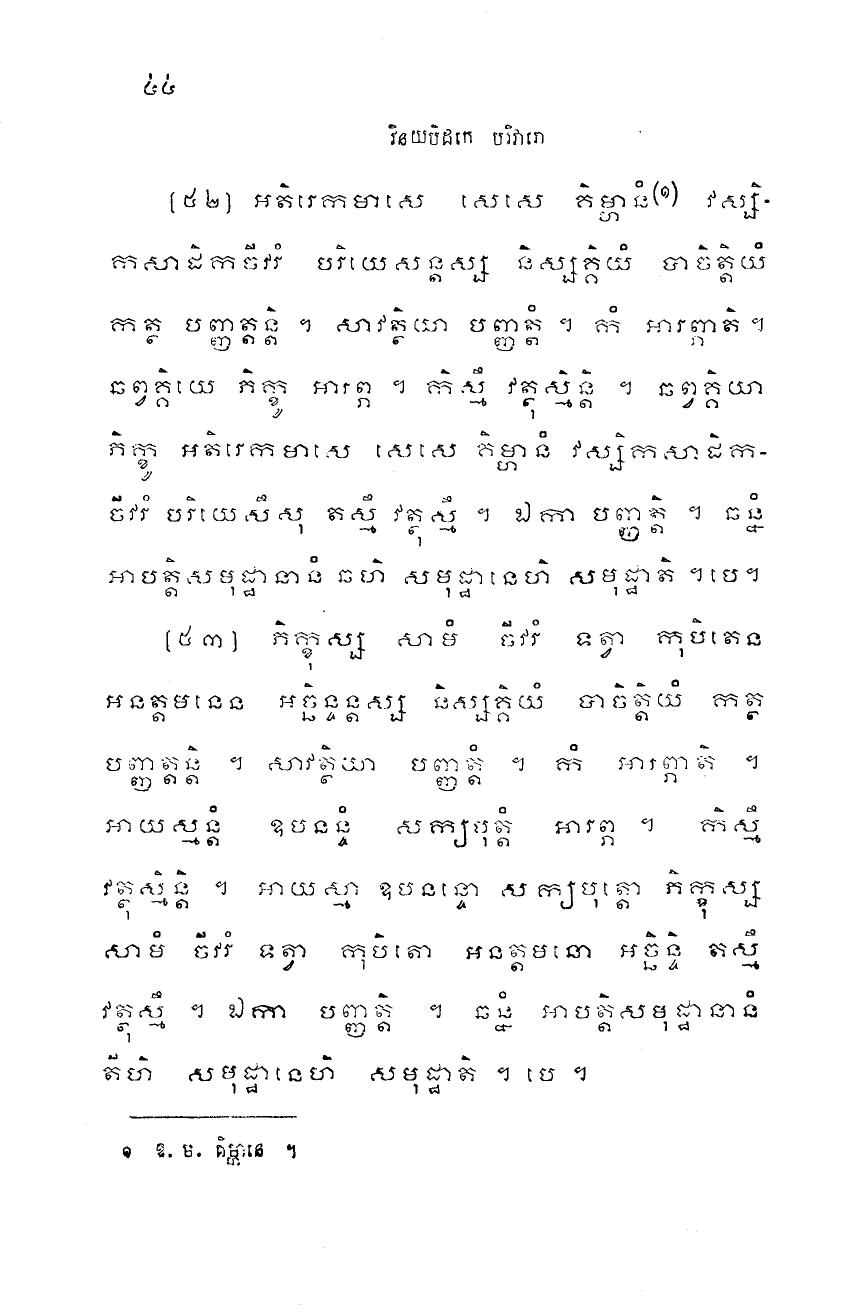 ៤៤
វិនយបិដកេ បរិវារោ
[៥២] អតិរេកមាសេ សេសេ គិម្ហានំ(១) វស្សិ-
កសាដិកចីវរំ បរិយេសន្តស្ស និស្សគ្គិយំ បាចិត្តិយំ
កត្ថ បញ្ញត្តន្តិ ។ សាវត្ថិយា បញ្ញត្តំ ។ កំ អារព្ភាតិ ។
ឆព្វគ្គិយេ ភិក្ខូ អារព្ភ ។ កិស្មឹ វត្ថុស្មិន្តិ ។ ឆព្វគ្គិយា
ភិក្ខូ អតិរេកមាសេ សេសេ គិម្ហានំ វស្សិកសាដិក-
ចីវរំ បរិយេសឹសុ តស្មឹ វត្ថុស្មឹ ។ ឯកា បញ្ញត្តិ ។ ឆន្នំ
អាបត្តិសមុដ្ឋានានំ ឆហិ សមុដ្ឋានេហិ សមុដ្ឋាតិ ។បេ។
[៥៣] ភិក្ខុស្ស សាមំ ចីវរំ ទត្វា កុបិតេន
អនត្តមនេន អច្ឆិន្ទន្តស្ស និស្សគ្គិយំ បាចិត្តិយំ កត្ថ
បញ្ញត្តន្តិ ។ សាវត្ថិយា បញ្ញត្តំ ។ កំ អារព្ភាតិ ។
អាយស្មន្តំ ឧបនន្ទំ សក្យបុត្តំ អារព្ភ ។ កិស្មឹ
វត្ថុស្មិន្តិ ។ អាយស្មា ឧបនន្ទោ សក្យបុត្តោ ភិក្ខុស្ស
សាមំ ចីវរំ ទត្វា កុបិតោ អនត្តមនោ អច្ឆិន្ទិ តស្មឹ
វត្ថុស្មឹ ។ ឯកា បញ្ញត្តិ ។ ឆន្នំ អាបត្តិសមុដ្ឋានានំ
តីហិ សមុដ្ឋានេហិ សមុដ្ឋាតិ ។ បេ ។
១ ឱ. ម. គិម្ហានេ ។